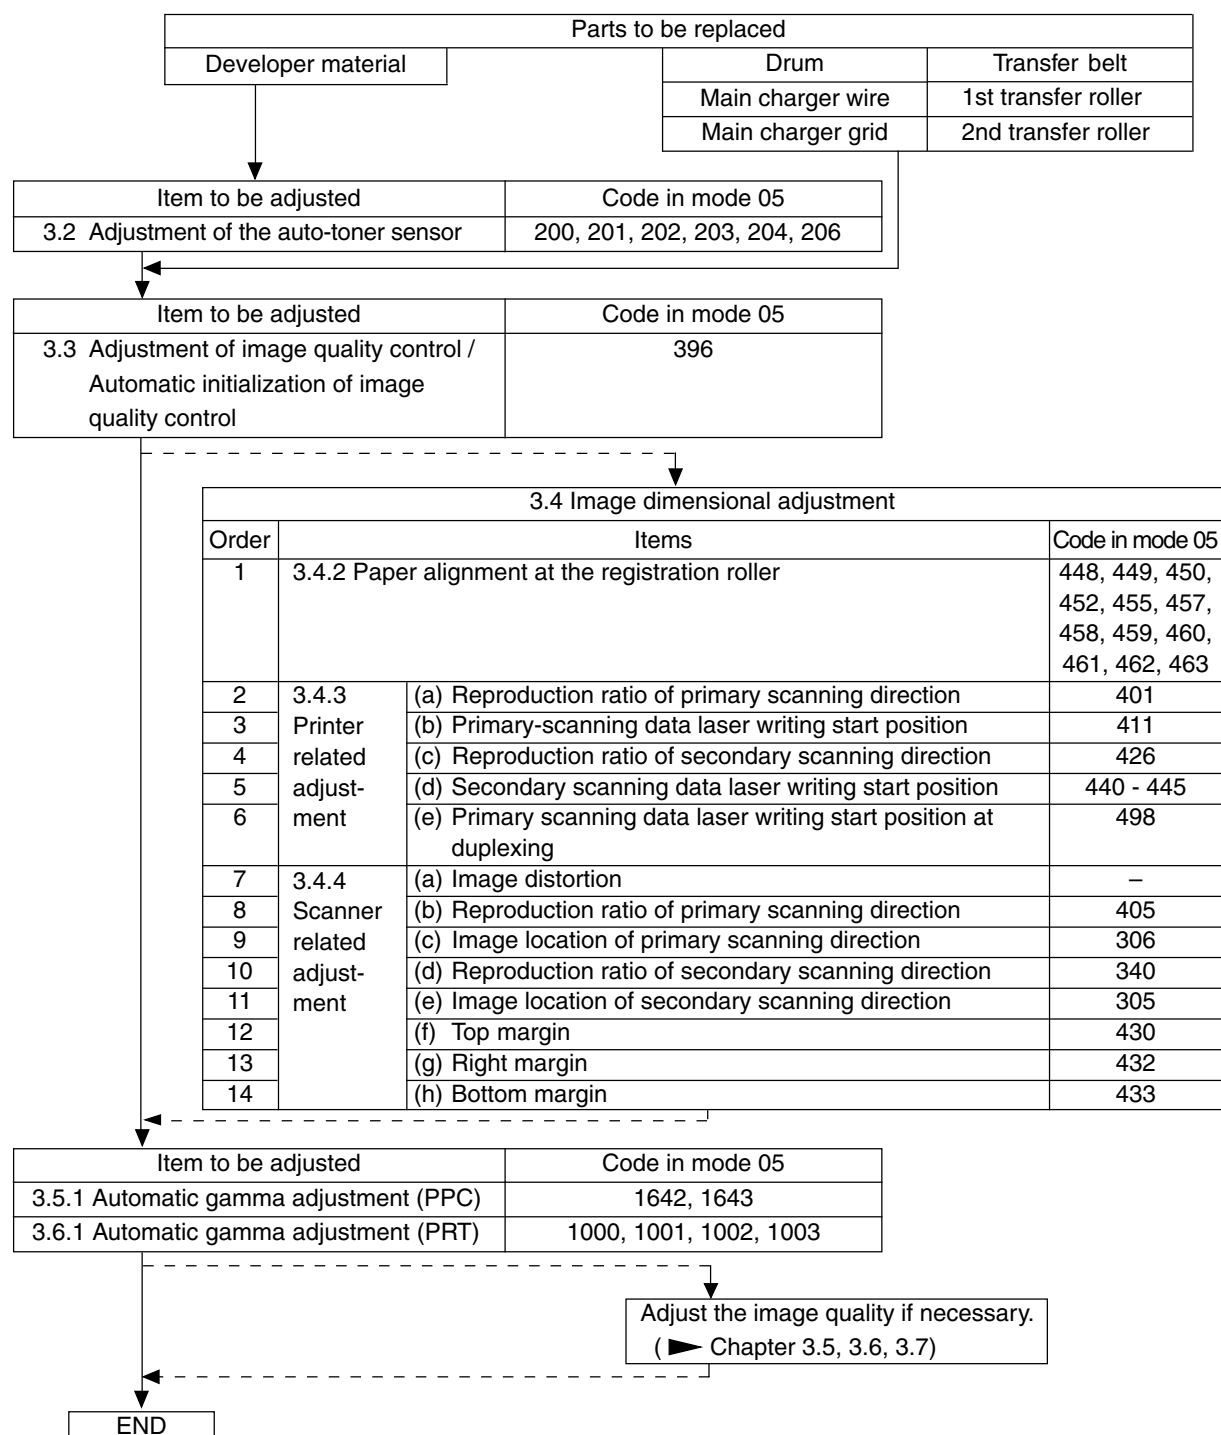 Parts to be replaced
Developer material
Drum
Transfer belt
Main charger wire
1st transfer roller
Main charger grid
2nd transfer roller
Item to be adjusted
Code in mode 05
3.2 Adjustment of the auto-toner sensor
200, 201, 202, 203, 204, 206
Item to be adjusted
Code in mode 05
3.3 Adjustment of image quality control /
Automatic initialization of image
quality control
396
3.4 Image dimensional adjustment
Order
Items
Code in mode 05
1
3.4.2 Paper alignment at the registration roller
448, 449, 450,
452, 455, 457,
458, 459, 460,
461, 462, 463
3.4.3
Printer
related
adjust-
ment
2
(a) Reproduction ratio of primary scanning direction
401
3
(b) Primary-scanning data laser writing start position
411
4
(c) Reproduction ratio of secondary scanning direction
426
5
(d) Secondary scanning data laser writing start position
440 - 445
6
(e) Primary scanning data laser writing start position at
duplexing
498
3.4.4
Scanner
related
adjust-
ment
7
(a) Image distortion
–
8
(b) Reproduction ratio of primary scanning direction
405
9
(c) Image location of primary scanning direction
306
10
(d) Reproduction ratio of secondary scanning direction
340
11
(e) Image location of secondary scanning direction
305
12
(f) Top margin
430
13
(g) Right margin
432
14
(h) Bottom margin
433
Item to be adjusted
Code in mode 05
3.5.1 Automatic gamma adjustment (PPC)
1642, 1643
3.6.1 Automatic gamma adjustment (PRT)
1000, 1001, 1002, 1003
Adjust the image quality if necessary.
( ► Chapter 3.5, 3.6, 3.7)
END